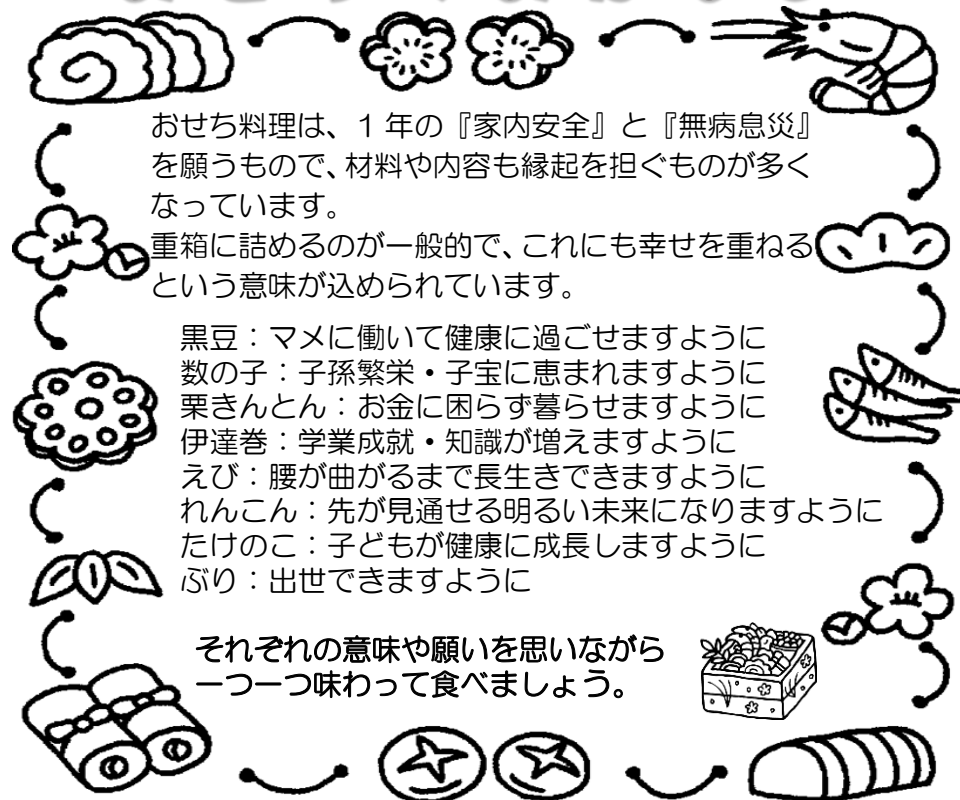 おせち料理は、1年の『家内安全』と『無病息災』
を願うもので、材料や内容も縁起を担ぐものが多く
なっています。
重箱に詰めるのが一般的で、これにも幸せを重ねる
という意味が込められています。
黒豆：マメに働いて健康に過ごせますように
数の子：子孫繁栄・子宝に恵まれますように
栗きんとん：お金に困らず暮らせますように
伊達巻：学業成就・知識が増えますように
えび：腰が曲がるまで長生きできますように
れんこん：先が見通せる明るい未来になりますように
たけのこ：子どもが健康に成長しますように
ぶり：出世できますように
それぞれの意味や願いを思いながら
一つ一つ味わって食べましょう。